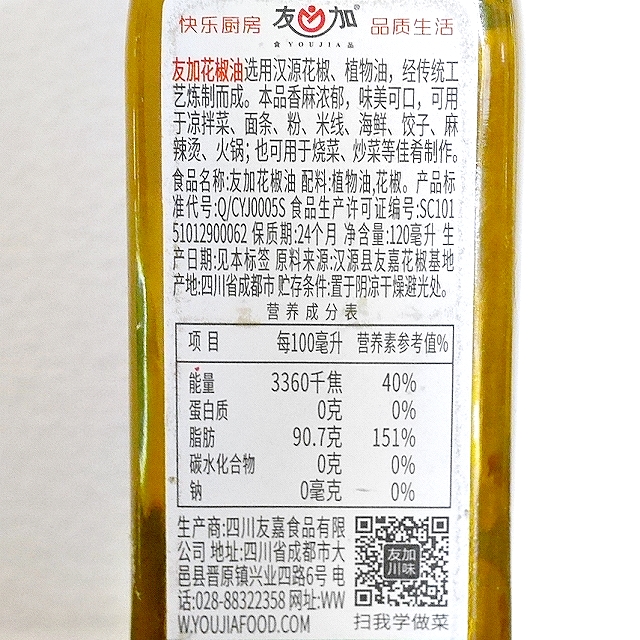 快乐厨房 友加® 品质生活
食YOUJIA品
友加花椒油选用汉源花椒、植物油，经传统工
艺炼制而成。本品香麻浓郁，味美可口，可用
于凉拌菜、面条、粉、米线、海鲜、饺子、麻
辣烫、火锅；也可用于烧菜、炒菜等佳肴制作。
食品名称:友加花椒油 配料:植物油,花椒。产品标
准代号:Q/CYJ0005S 食品生产许可证编号:SC101
51012900062 保质期:24个月 净含量:120毫升 生
产日期:见本标签 原料来源:汉源县友嘉花椒基地
产地:四川省成都市 贮存条件:置于阴凉干燥避光处。
营养成分表
项目 每100毫升 营养素参考值%
能量 3360千焦 40%
蛋白质 0克 0%
脂肪 90.7克 151%
碳水化合物 0克 0%
钠 0毫克 0%
生产商:四川友嘉食品有限
公司 地址:四川省成都市大
邑县晋原镇兴业四路6号 电
话:028-88322358 网址:WW
W.YOUJIAFOOD.COM
友加
川味
扫我学做菜